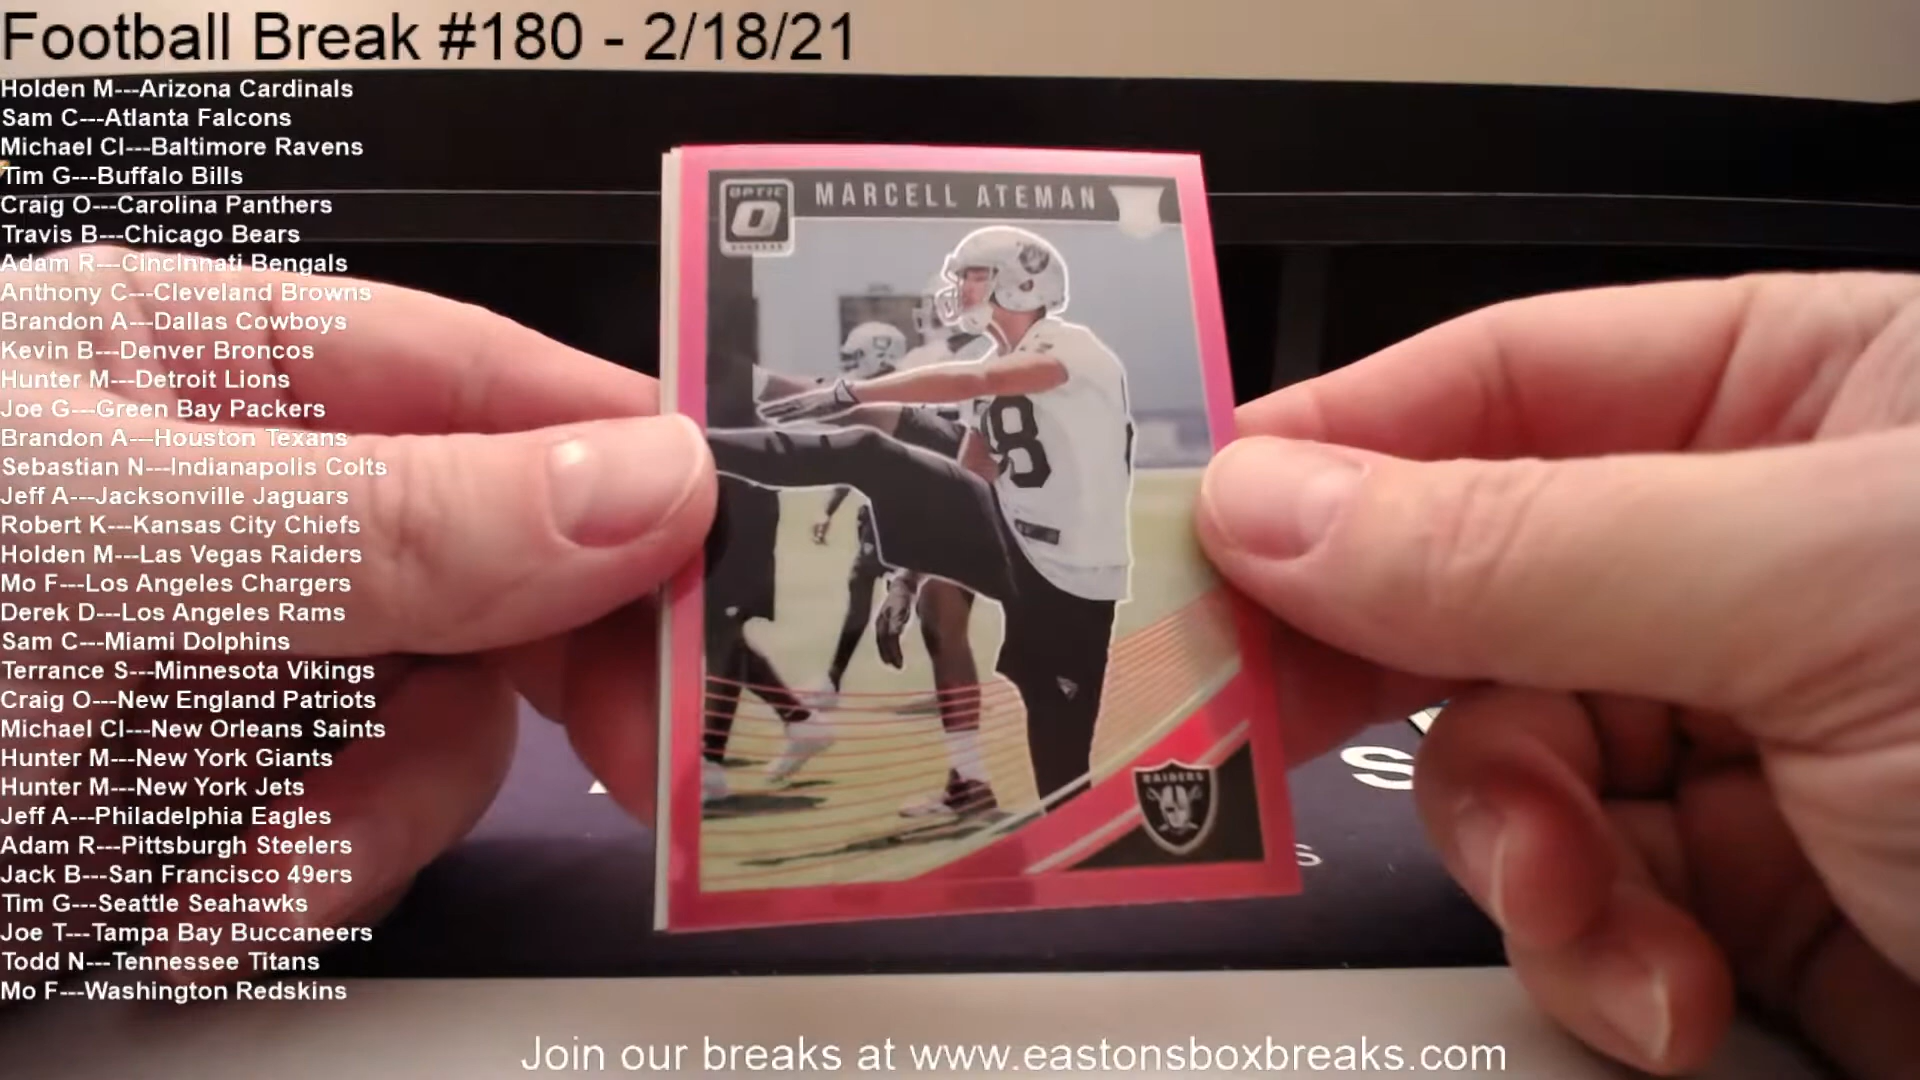 Football Break #180 - 2/18/21
Holden M---Arizona Cardinals
Sam C---Atlanta Falcons
Michael Cl---Baltimore Ravens
Tim G---Buffalo Bills
Craig O---Carolina Panthers
Travis B---Chicago Bears
Adam R---Cincinnati Bengals
Anthony C---Cleveland Browns
Brandon A---Dallas Cowboys
Kevin B---Denver Broncos
Hunter M---Detroit Lions
Joe G---Green Bay Packers
Brandon A---Houston Texans
Sebastian N---Indianapolis Colts
Jeff A---Jacksonville Jaguars
Robert K---Kansas City Chiefs
Holden M---Las Vegas Raiders
Mo F---Los Angeles Chargers
Derek D---Los Angeles Rams
Sam C---Miami Dolphins
Terrance S---Minnesota Vikings
Craig O---New England Patriots
Michael Cl---New Orleans Saints
Hunter M---New York Giants
Hunter M---New York Jets
Jeff A---Philadelphia Eagles
Adam R---Pittsburgh Steelers
Jack B---San Francisco 49ers
Tim G---Seattle Seahawks
Joe T---Tampa Bay Buccaneers
Todd N---Tennessee Titans
Mo F---Washington Redskins
OPTIC
MARCELL ATEMAN
8
RAIDERS
Join our breaks at www.eastonsboxbreaks.com